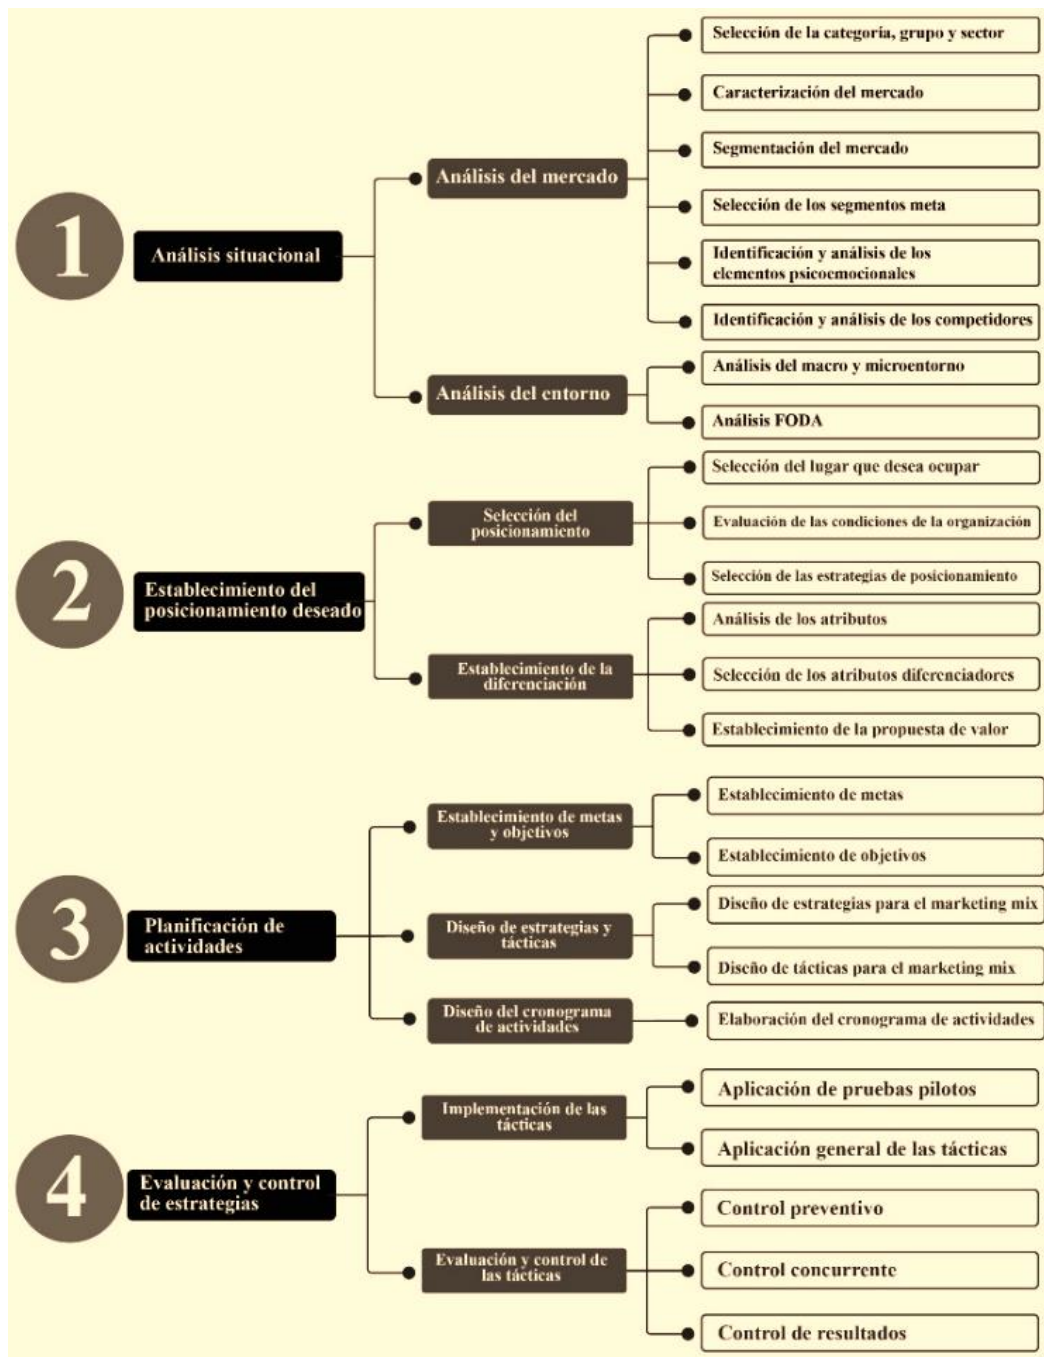 1
Análisis situacional
Análisis del mercado
Selección de la categoría, grupo y sector
Caracterización del mercado
Segmentación del mercado
Selección de los segmentos meta
Identificación y análisis de los
elementos psicoemocionales
Identificación y análisis de los competidores
Análisis del entorno
Análisis del macro y microentorno
Análisis FODA
2
Establecimiento del
posicionamiento deseado
Selección del
posicionamiento
Selección del lugar que desea ocupar
Evaluación de las condiciones de la organización
Selección de las estrategias de posicionamiento
Establecimiento de la
diferenciación
Análisis de los atributos
Selección de los atributos diferenciadores
Establecimiento de la propuesta de valor
3
Planificación de
actividades
Establecimiento de metas
y objetivos
Establecimiento de metas
Establecimiento de objetivos
Diseño de estrategias y
tácticas
Diseño de estrategias para el marketing mix
Diseño de tácticas para el marketing mix
Diseño del cronograma
de actividades
Elaboración del cronograma de actividades
4
Evaluación y control
de estrategias
Implementación de las
tácticas
Aplicación de pruebas pilotos
Aplicación general de las tácticas
Evaluación y control de
las tácticas
Control preventivo
Control concurrente
Control de resultados